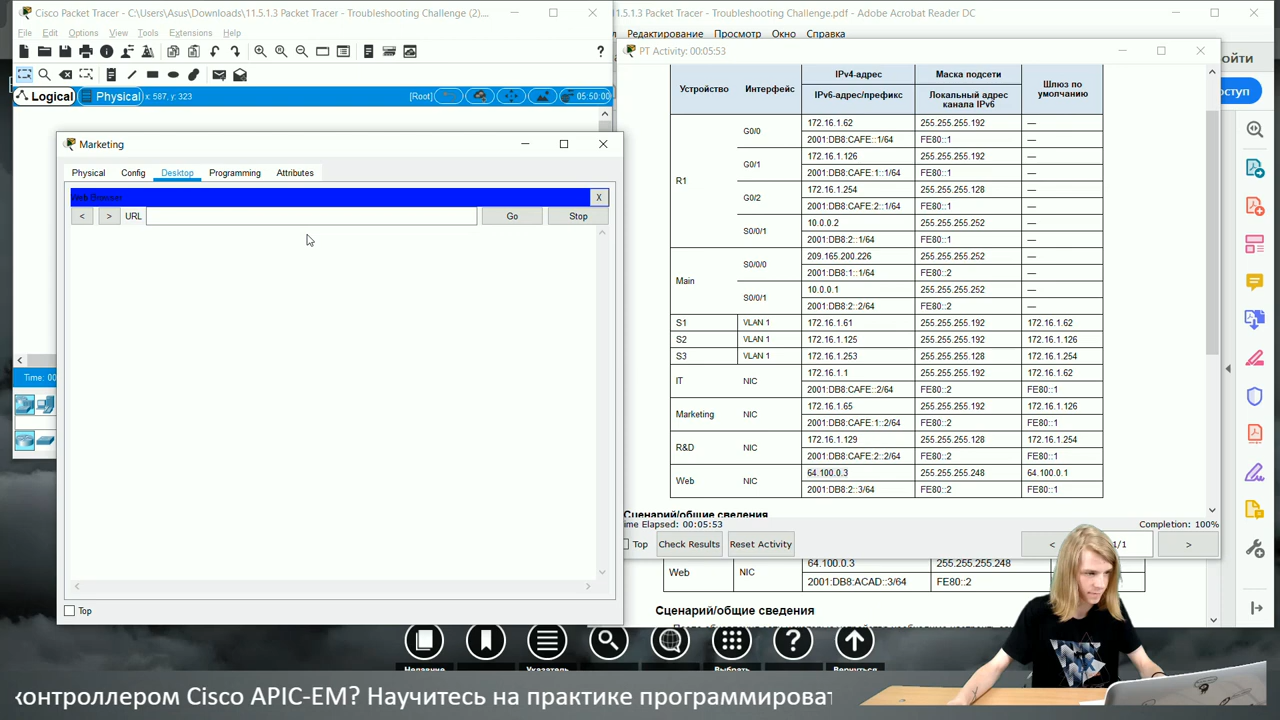 Cisco Packet Tracer - C:\Users\Asus\Downloads\11.5.1.3 Packet Tracer - Troubleshooting Challenge (2)....
File Edit Options View Tools Extensions Help
?
Logical Physical x: 587, y: 323 [Root] 05:50:00
Time: 00
Marketing
Physical Config Desktop Programming Attributes
Web Browser X
< > URL Go Stop
Top
1.5.1.3 Packet Tracer - Troubleshooting Challenge.pdf - Adobe Acrobat Reader DC
Редактирование Просмотр Окно Справка
PT Activity: 00:05:53
ойти
оступ
Устройство Интерфейс IPv4-адрес Маска подсети Шлюз по умолчанию
IPv6-адрес/префикс Локальный адрес канала IPv6
R1 G0/0 172.16.1.62 255.255.255.192 —
2001:DB8:CAFE::1/64 FE80::1 —
G0/1 172.16.1.126 255.255.255.192 —
2001:DB8:CAFE:1::1/64 FE80::1 —
G0/2 172.16.1.254 255.255.255.128 —
2001:DB8:CAFE:2::1/64 FE80::1 —
S0/0/1 10.0.0.2 255.255.255.252 —
2001:DB8:2::1/64 FE80::1 —
Main S0/0/0 209.165.200.226 255.255.255.252 —
2001:DB8:1::1/64 FE80::2 —
S0/0/1 10.0.0.1 255.255.255.252 —
2001:DB8:2::2/64 FE80::2 —
S1 VLAN 1 172.16.1.61 255.255.255.192 172.16.1.62
S2 VLAN 1 172.16.1.125 255.255.255.192 172.16.1.126
S3 VLAN 1 172.16.1.253 255.255.255.128 172.16.1.254
IT NIC 172.16.1.1 255.255.255.192 172.16.1.62
2001:DB8:CAFE::2/64 FE80::2 FE80::1
Marketing NIC 172.16.1.65 255.255.255.192 172.16.1.126
2001:DB8:CAFE:1::2/64 FE80::2 FE80::1
R&D NIC 172.16.1.129 255.255.255.128 172.16.1.254
2001:DB8:CAFE:2::2/64 FE80::2 FE80::1
Web NIC 64.100.0.3 255.255.255.248 64.100.0.1
2001:DB8:2::3/64 FE80::2 FE80::1
Сценарий/общие сведения
ime Elapsed: 00:05:53 Completion: 100%
Top Check Results Reset Activity < 1/1 >
Web NIC 64.100.0.3 255.255.255.248
2001:DB8:ACAD::3/64 FE80::2
Сценарий/общие сведения
Недавние Указатель Выбрать Вернуться
контроллером Cisco APIC-EM? Научитесь на практике программироват